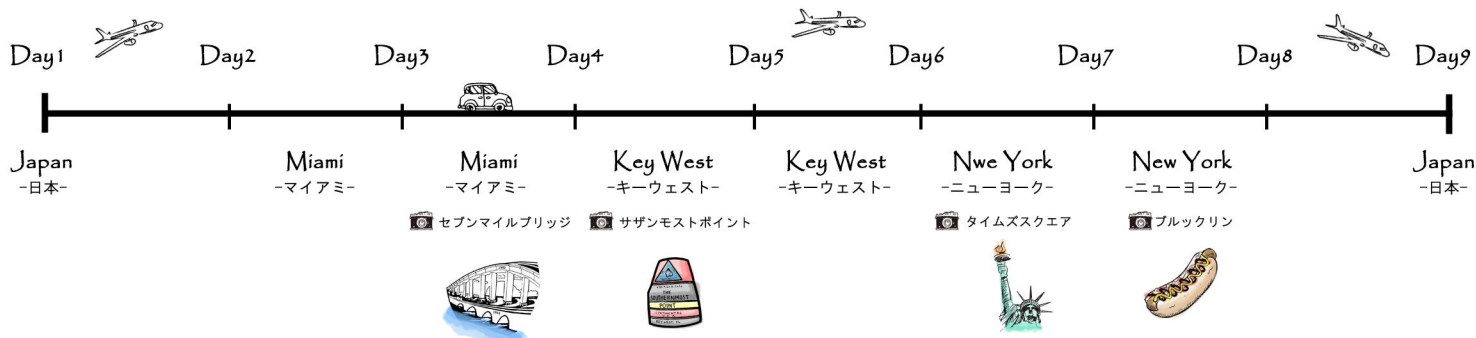 Day1 Day2 Day3 Day4 Day5 Day6 Day7 Day8 Day9
Japan Miami Miami Key West Key West Nwe York New York Japan
-日本- -マイアミ- -マイアミ- -キーウェスト- -キーウェスト- -ニューヨーク- -ニューヨーク- -日本-
セブンマイルブリッジ サザンモストポイント タイムズスクエア ブルックリン
THE
SOUTHERNMOST
POINT